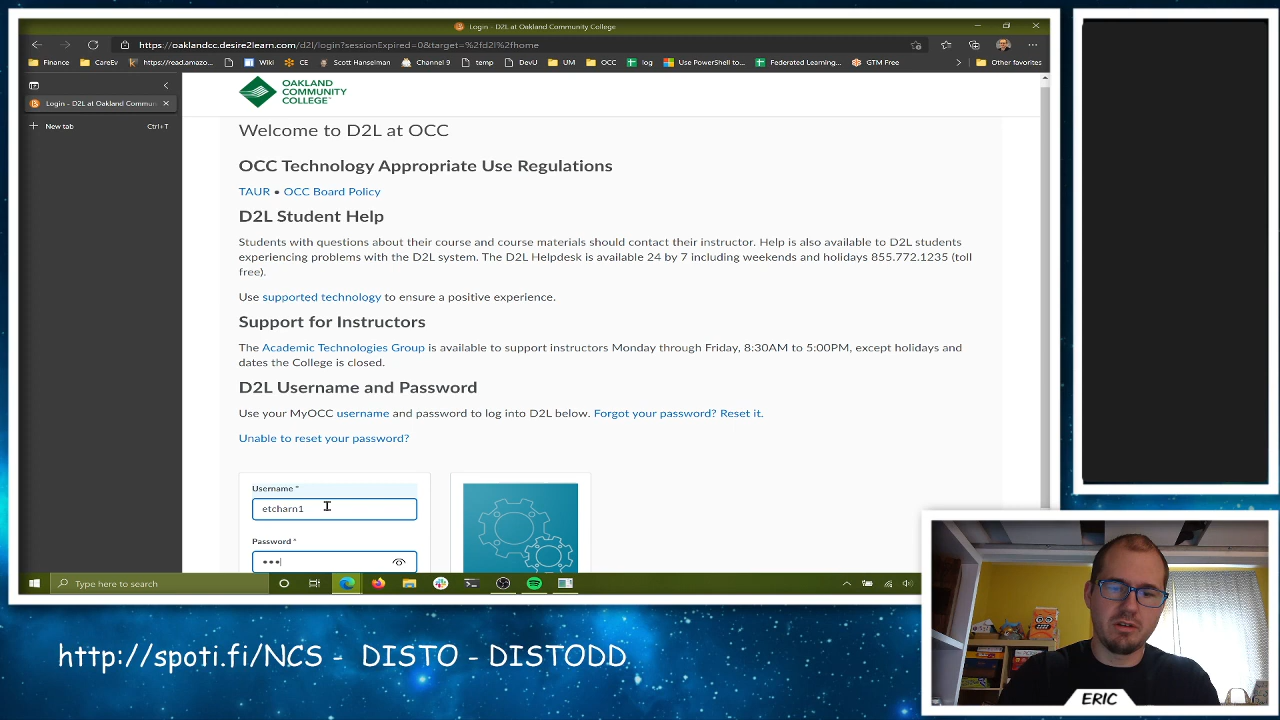 Login - D2L at Oakland Community College
https://oaklandcc.desire2learn.com/d2l/login?sessionExpired=0&target=%2fd2l%2fhome
Finance
CareEv
https://read.amazo...
Wiki
CE
Scott Hanselman
Channel 9
temp
DevU
UM
OCC
log
Use PowerShell to...
Federated Learning...
GTM Free
Other favorites
Login - D2L at Oakland Commun
New tab
Ctrl+T
OAKLAND
COMMUNITY
COLLEGE
Welcome to D2L at OCC
OCC Technology Appropriate Use Regulations
TAUR • OCC Board Policy
D2L Student Help
Students with questions about their course and course materials should contact their instructor. Help is also available to D2L students
experiencing problems with the D2L system. The D2L Helpdesk is available 24 by 7 including weekends and holidays 855.772.1235 (toll
free).
Use supported technology to ensure a positive experience.
Support for Instructors
The Academic Technologies Group is available to support instructors Monday through Friday, 8:30AM to 5:00PM, except holidays and
dates the College is closed.
D2L Username and Password
Use your MyOCC username and password to log into D2L below. Forgot your password? Reset it.
Unable to reset your password?
Username *
etcharn1
Password *
•••
Type here to search
http://spoti.fi/NCS - DISTO - DISTODD
ERIC